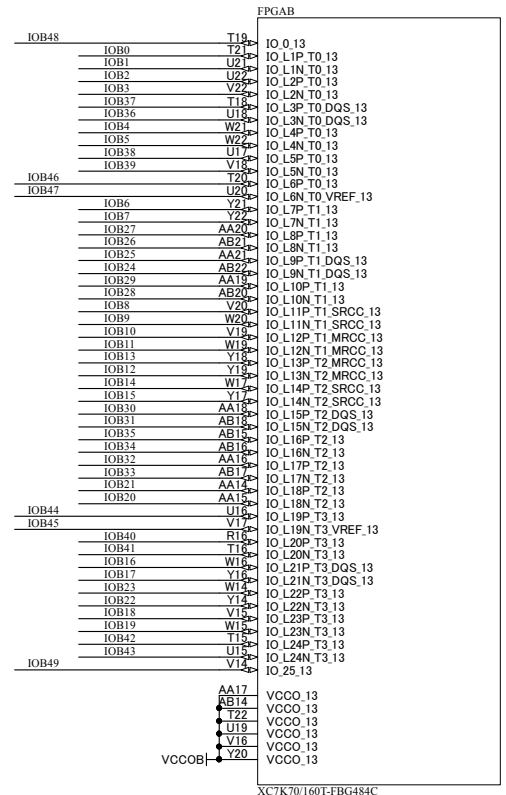 FPGAB
IOB48 T19 IO_0_13
IOB0 T21 IO_L1P_T0_13
IOB1 U21 IO_L1N_T0_13
IOB2 U22 IO_L2P_T0_13
IOB3 V22 IO_L2N_T0_13
IOB37 T18 IO_L3P_T0_DQS_13
IOB36 U18 IO_L3N_T0_DQS_13
IOB4 W21 IO_L4P_T0_13
IOB5 W22 IO_L4N_T0_13
IOB38 U17 IO_L5P_T0_13
IOB39 V18 IO_L5N_T0_13
IOB46 T20 IO_L6P_T0_13
IOB47 U20 IO_L6N_T0_VREF_13
IOB6 Y21 IO_L7P_T1_13
IOB7 Y22 IO_L7N_T1_13
IOB27 AA20 IO_L8P_T1_13
IOB26 AB21 IO_L8N_T1_13
IOB25 AA21 IO_L9P_T1_DQS_13
IOB24 AB22 IO_L9N_T1_DQS_13
IOB29 AA19 IO_L10P_T1_13
IOB28 AB20 IO_L10N_T1_13
IOB8 V20 IO_L11P_T1_SRCC_13
IOB9 W20 IO_L11N_T1_SRCC_13
IOB10 V19 IO_L12P_T1_MRCC_13
IOB11 W19 IO_L12N_T1_MRCC_13
IOB13 Y18 IO_L13P_T2_MRCC_13
IOB12 Y19 IO_L13N_T2_MRCC_13
IOB14 W17 IO_L14P_T2_SRCC_13
IOB15 Y17 IO_L14N_T2_SRCC_13
IOB30 AA18 IO_L15P_T2_DQS_13
IOB31 AB18 IO_L15N_T2_DQS_13
IOB35 AB15 IO_L16P_T2_13
IOB34 AB16 IO_L16N_T2_13
IOB32 AA16 IO_L17P_T2_13
IOB33 AB17 IO_L17N_T2_13
IOB21 AA14 IO_L18P_T2_13
IOB20 AA15 IO_L18N_T2_13
IOB44 U16 IO_L19P_T3_13
IOB45 V17 IO_L19N_T3_VREF_13
IOB40 R16 IO_L20P_T3_13
IOB41 T16 IO_L20N_T3_13
IOB16 W16 IO_L21P_T3_DQS_13
IOB17 Y16 IO_L21N_T3_DQS_13
IOB23 W14 IO_L22P_T3_13
IOB22 Y14 IO_L22N_T3_13
IOB18 V15 IO_L23P_T3_13
IOB19 W15 IO_L23N_T3_13
IOB42 T15 IO_L24P_T3_13
IOB43 U15 IO_L24N_T3_13
IOB49 V14 IO_25_13
AA17 VCCO_13
AB14 VCCO_13
T22 VCCO_13
U19 VCCO_13
V16 VCCO_13
VCCOB Y20 VCCO_13
XC7K70/160T-FBG484C